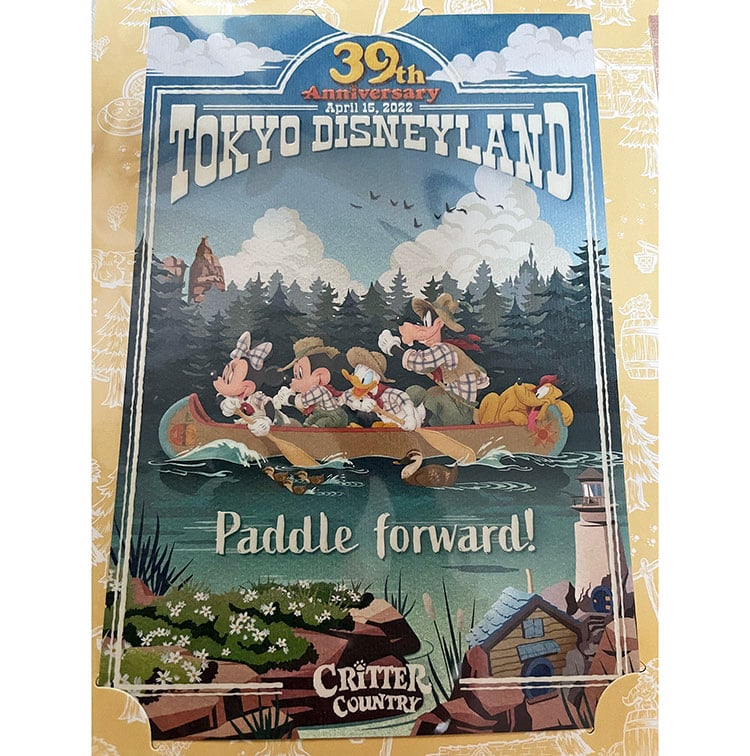 39th
Anniversary
April 15, 2022
TOKYO DISNEYLAND
Paddle forward!
CRITTER
COUNTRY